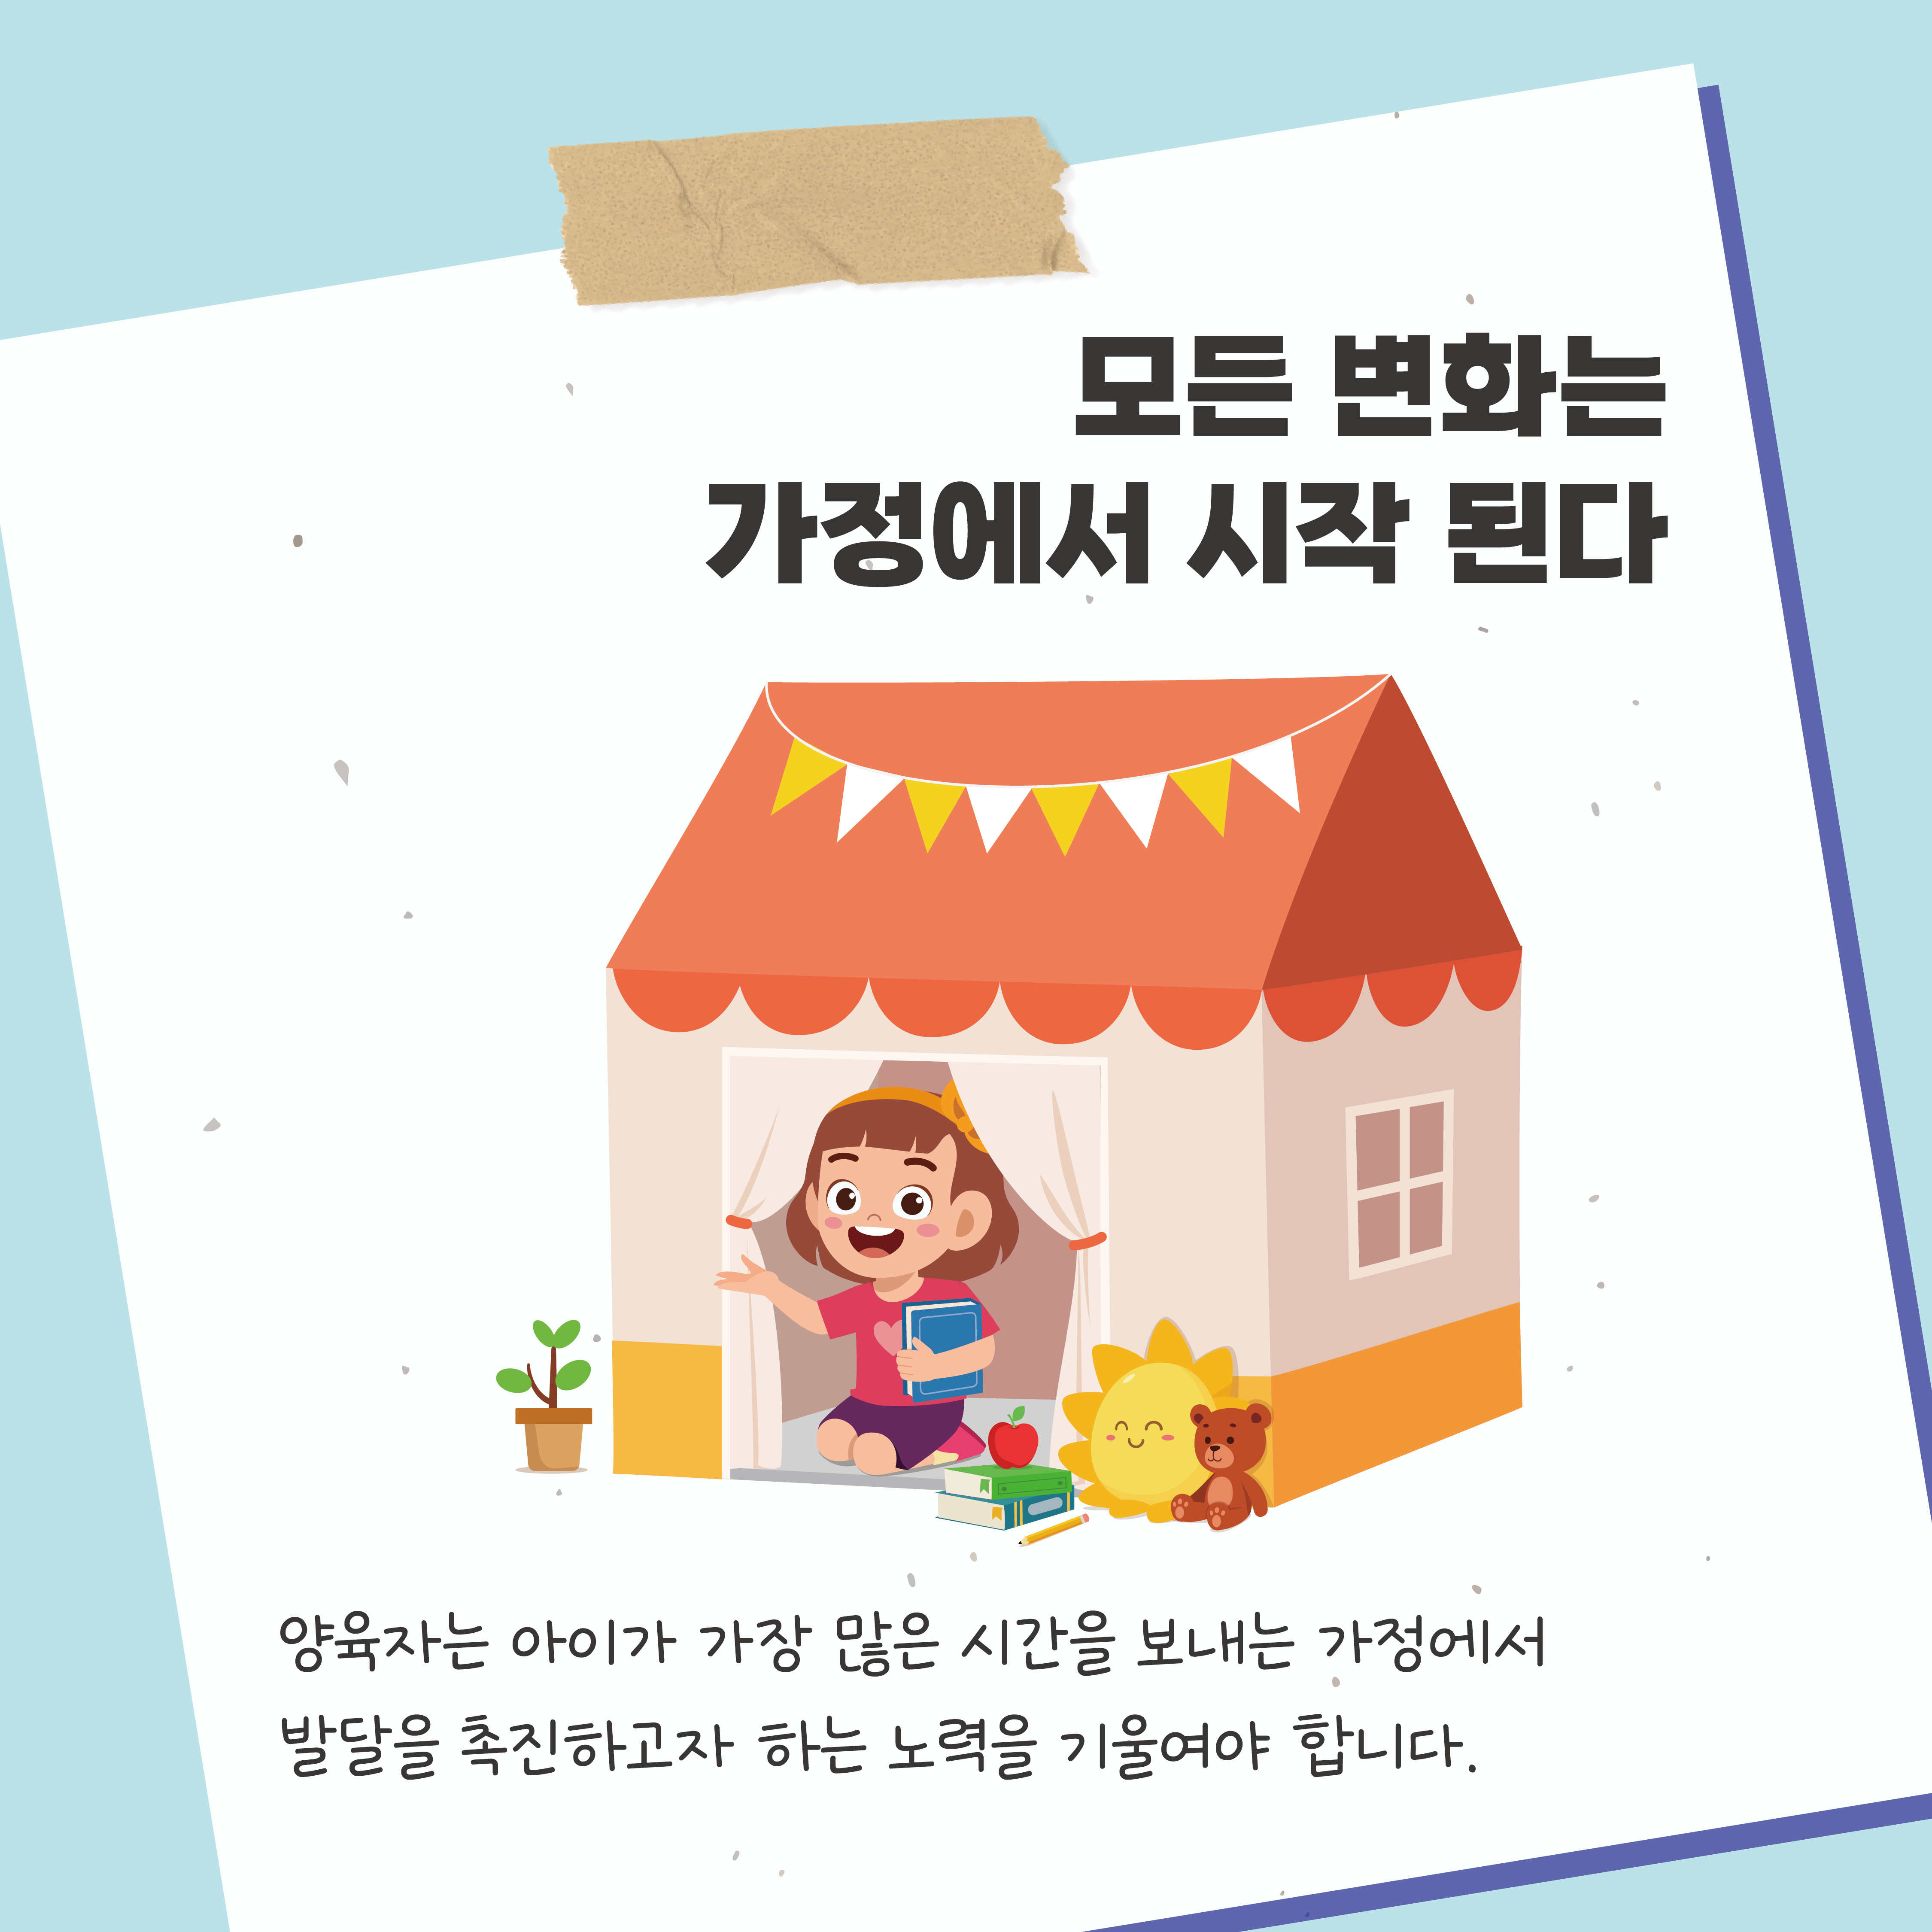 모든 변화는
가정에서 시작 된다
양육자는 아이가 가장 많은 시간을 보내는 가정에서
발달을 촉진하고자 하는 노력을 기울여야 합니다.